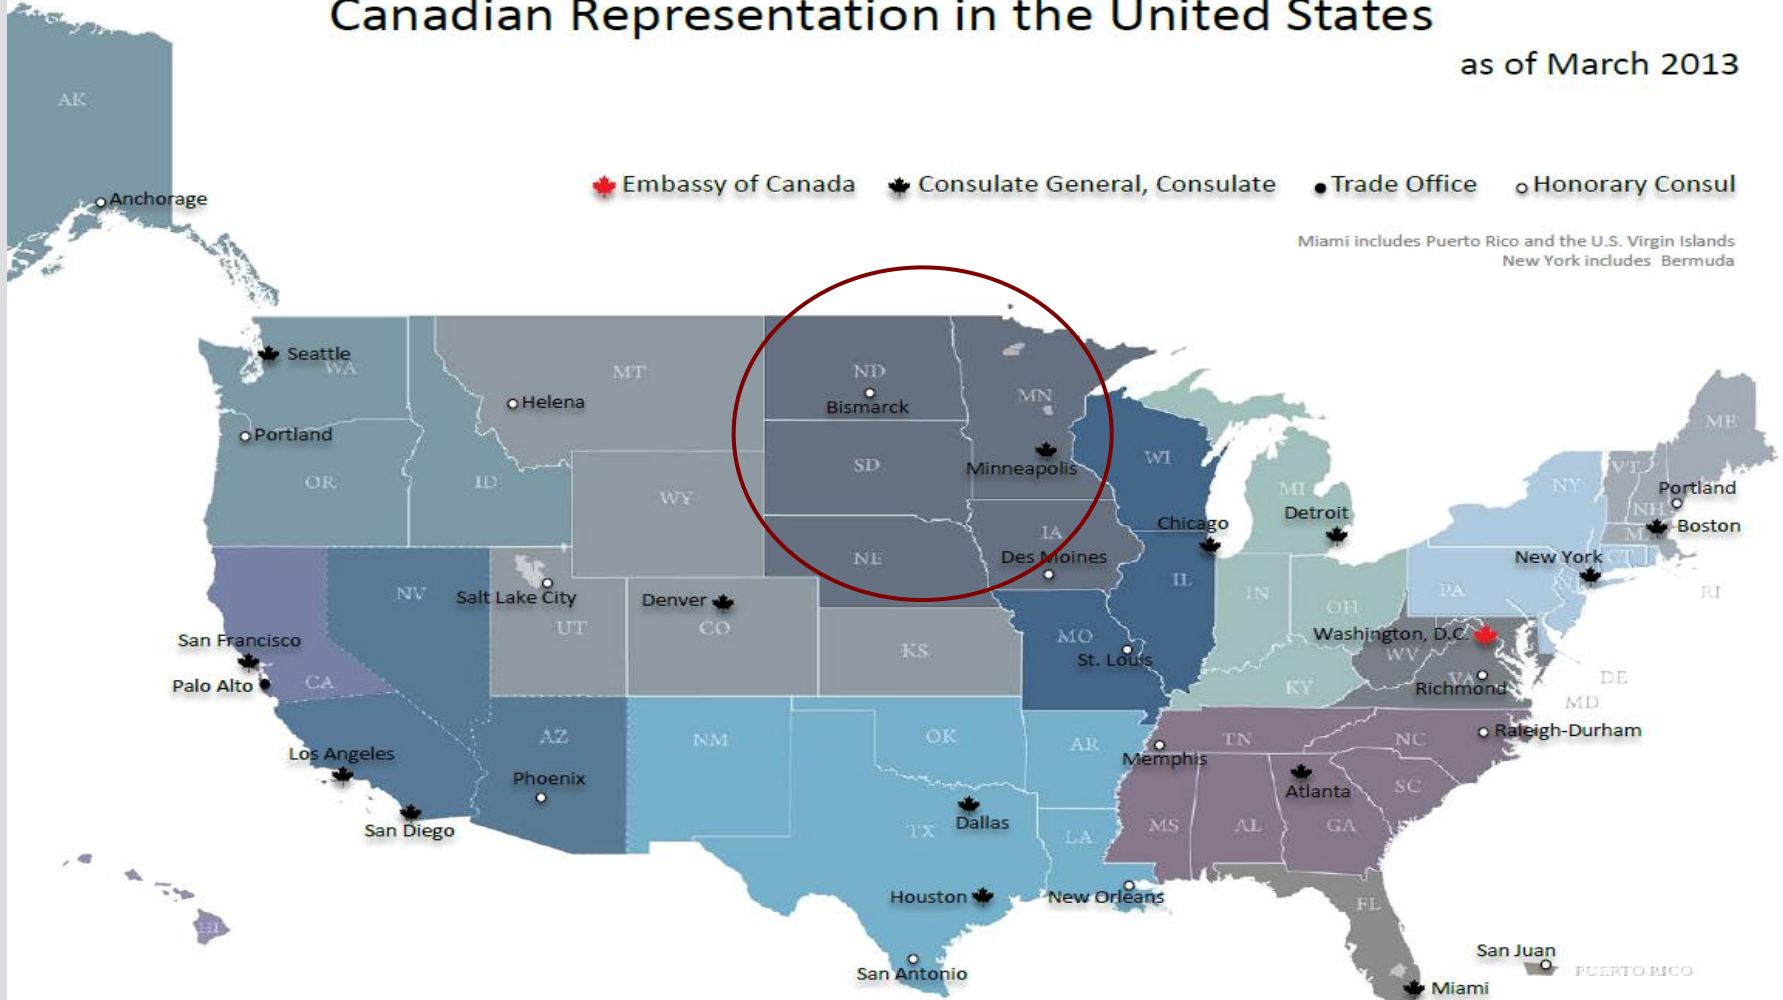 Canadian Representation in the United States
as of March 2013
AK
Anchorage
Embassy of Canada Consulate General, Consulate Trade Office Honorary Consul
Miami includes Puerto Rico and the U.S. Virgin Islands
New York includes Bermuda
Seattle
WA
MT
ND
MN
Helena
Bismarck
Portland
ME
SD
Minneapolis
WI
OR
ID
WY
MI
NY
VT
Portland
NH
Chicago
Detroit
Boston
IA
NE
Des Moines
New York
CT
NV
Salt Lake City
Denver
IL
IN
PA
RI
UT
CO
OH
San Francisco
MO
Washington, D.C.
KS
St. Louis
WV
Palo Alto
CA
KY
VA
Richmond
DE
MD
AZ
NM
OK
AR
TN
NC
Raleigh-Durham
Los Angeles
Memphis
Phoenix
Atlanta
SC
San Diego
TX
Dallas
LA
MS
AL
GA
Houston
New Orleans
FL
HI
San Antonio
San Juan
PUERTO RICO
Miami